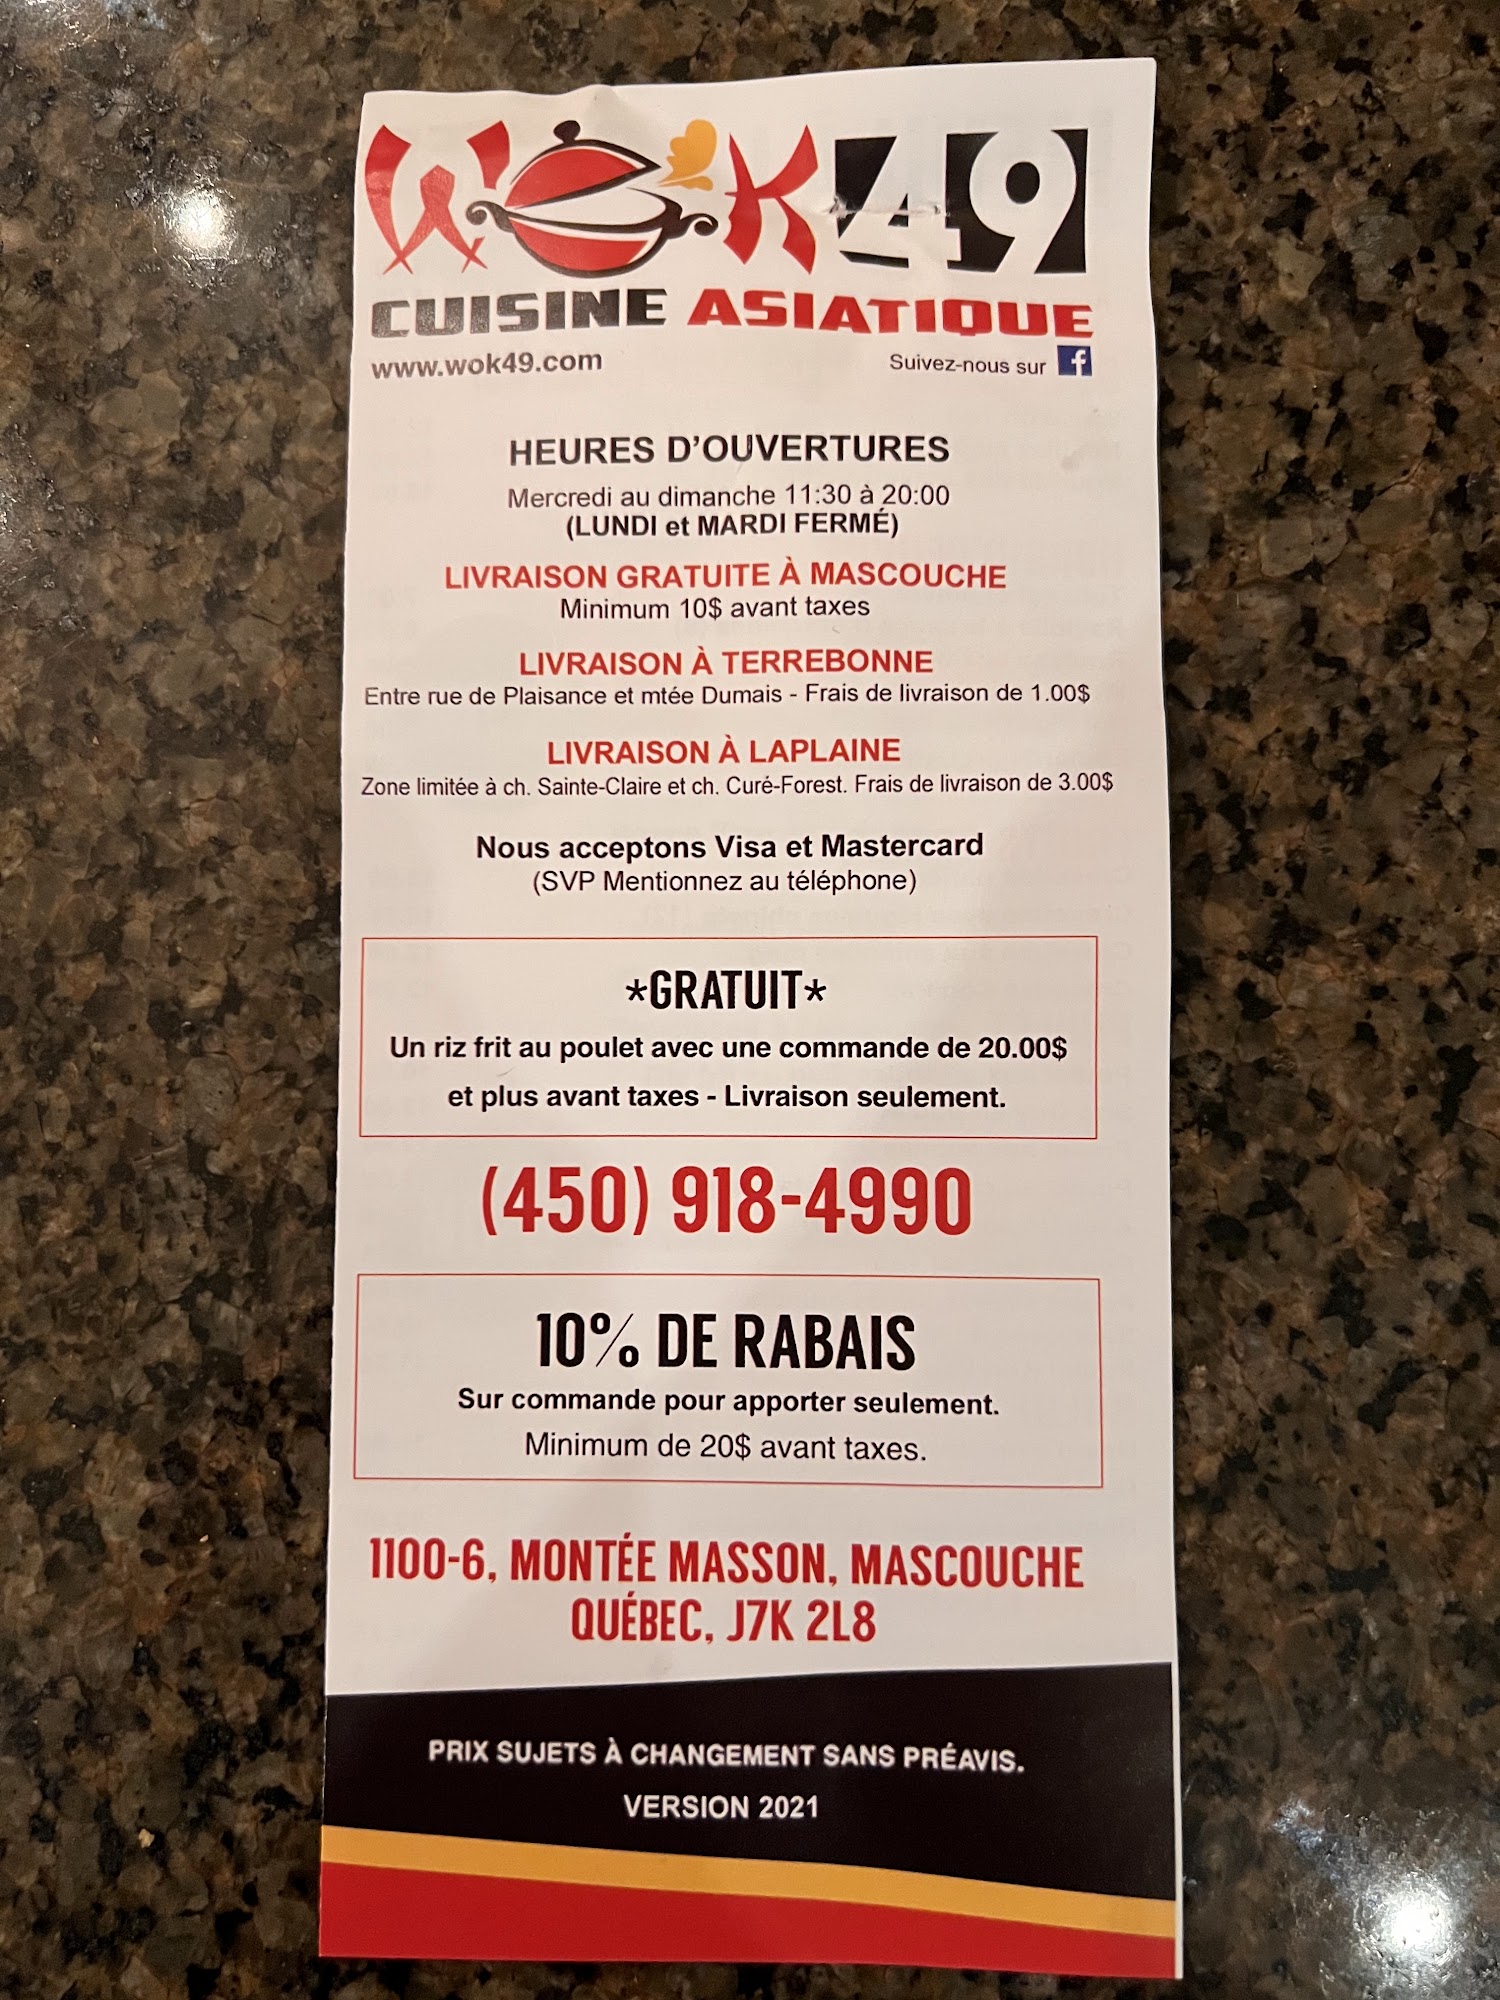 WOK 49
CUISINE ASIATIQUE
www.wok49.com
Suivez-nous sur f
HEURES D'OUVERTURES
Mercredi au dimanche 11:30 à 20:00
(LUNDI et MARDI FERMÉ)
LIVRAISON GRATUITE À MASCOUCHE
Minimum 10$ avant taxes
LIVRAISON À TERREBONNE
Entre rue de Plaisance et mtée Dumais - Frais de livraison de 1.00$
LIVRAISON À LAPLAINE
Zone limitée à ch. Sainte-Claire et ch. Curé-Forest. Frais de livraison de 3.00$
Nous acceptons Visa et Mastercard
(SVP Mentionnez au téléphone)
*GRATUIT*
Un riz frit au poulet avec une commande de 20.00$
et plus avant taxes - Livraison seulement.
(450) 918-4990
10% DE RABAIS
Sur commande pour apporter seulement.
Minimum de 20$ avant taxes.
1100-6, MONTÉE MASSON, MASCOUCHE
QUÉBEC, J7K 2L8
PRIX SUJETS À CHANGEMENT SANS PRÉAVIS.
VERSION 2021